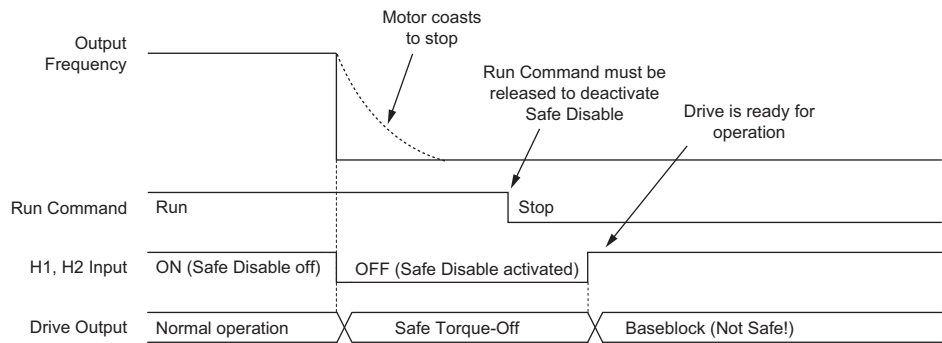 Motor coasts
to stop
Output
Frequency
Run Command must be
released to deactivate
Safe Disable
Drive is ready for
operation
Run Command
Run
Stop
H1, H2 Input
ON (Safe Disable off)
OFF (Safe Disable activated)
Drive Output
Normal operation
Safe Torque-Off
Baseblock (Not Safe!)